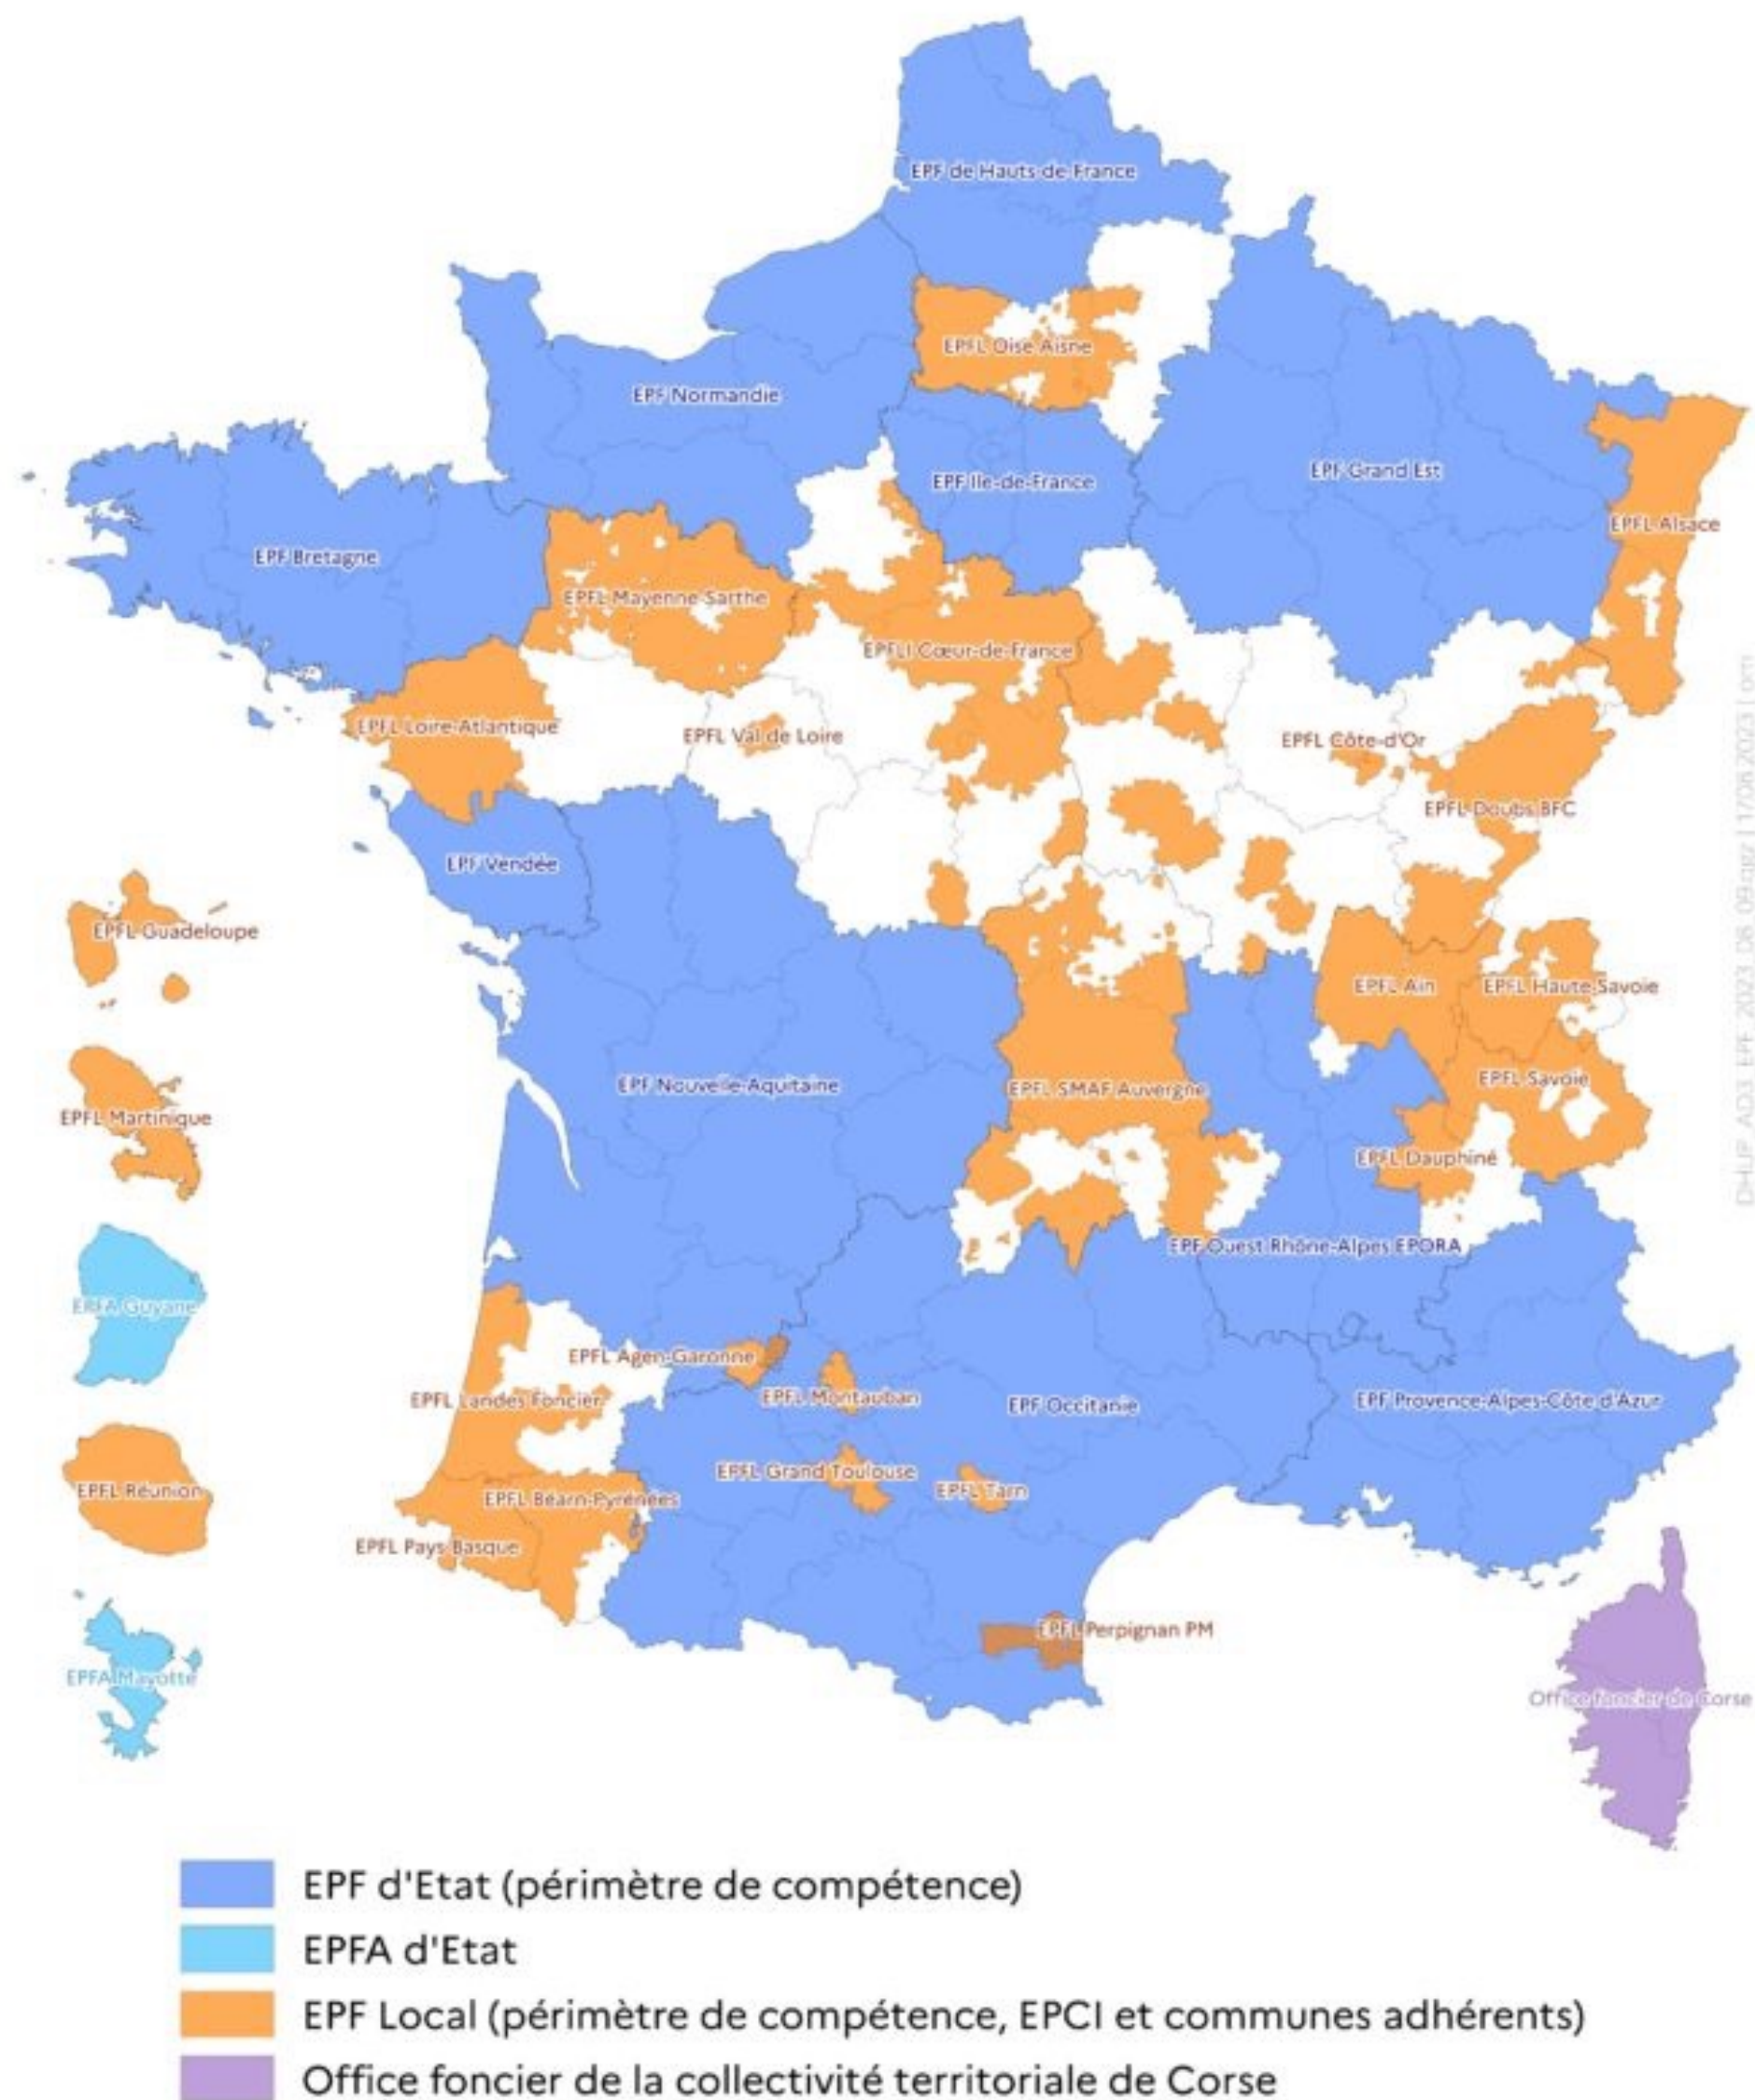 EPF de Hauts-de-France
EPFL Oise Aisne
EPF Normandie
EPF Ile-de-France
EPF Grand Est
EPFL Alsace
EPF Bretagne
EPFL Mayenne-Sarthe
EPFLI Cœur-de-France
EPFL Loire-Atlantique
EPFL Val de Loire
EPFL Côte-d'Or
EPFL Doubs BFC
EPF Vendée
EPFL Guadeloupe
EPFL Ain
EPFL Haute-Savoie
EPF Nouvelle-Aquitaine
EPFL SMAF Auvergne
EPFL Savoie
EPFL Martinique
EPFL Dauphiné
EPF Ouest Rhône-Alpes EPORA
EPFA Guyane
EPFL Agen-Garonne
EPFL Landes Foncier
EPFL Montauban
EPF Occitanie
EPF Provence-Alpes-Côte d'Azur
EPFL Grand Toulouse
EPFL Tarn
EPFL Réunion
EPFL Béarn-Pyrénées
EPFL Pays Basque
EPFL Perpignan PM
EPFA Mayotte
Office foncier de Corse
EPF d'Etat (périmètre de compétence)
EPFA d'Etat
EPF Local (périmètre de compétence, EPCI et communes adhérents)
Office foncier de la collectivité territoriale de Corse